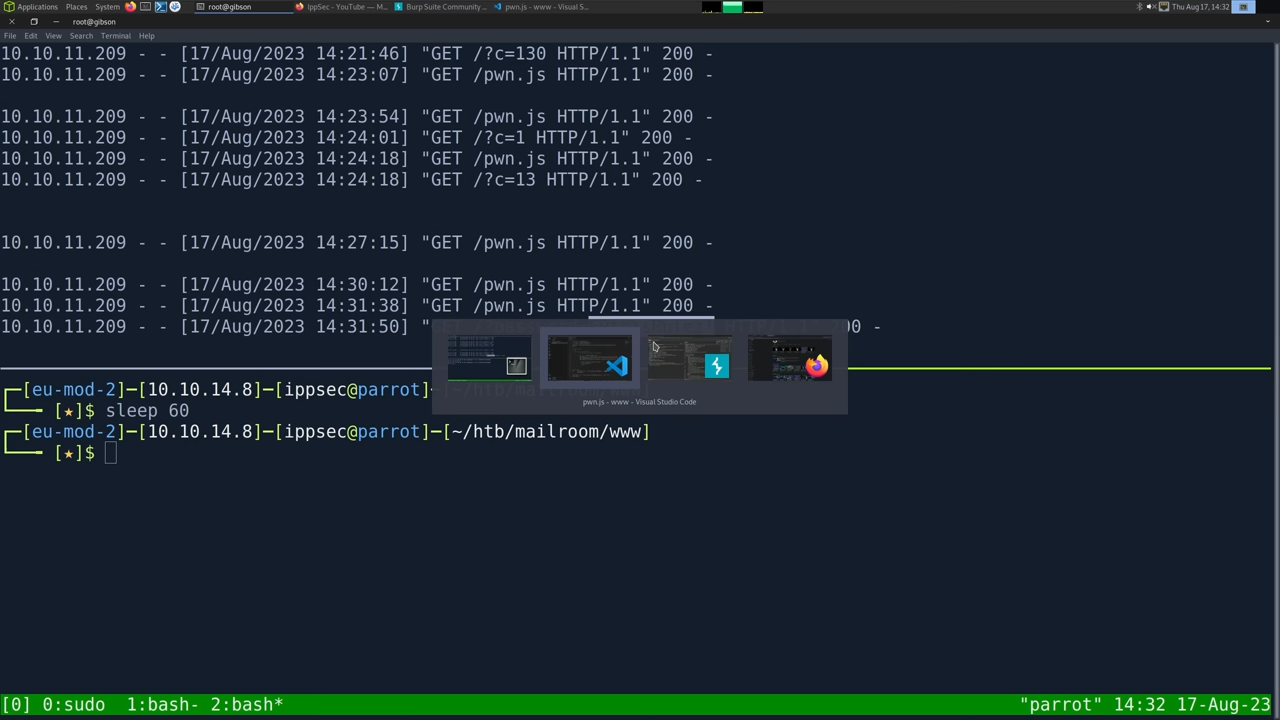 Applications Places System root@gibson IppSec - YouTube — M... Burp Suite Community ... pwn.js - www - Visual S... Thu Aug 17, 14:32
root@gibson
File Edit View Search Terminal Help
10.10.11.209 - - [17/Aug/2023 14:21:46] "GET /?c=130 HTTP/1.1" 200 -
10.10.11.209 - - [17/Aug/2023 14:23:07] "GET /pwn.js HTTP/1.1" 200 -
10.10.11.209 - - [17/Aug/2023 14:23:54] "GET /pwn.js HTTP/1.1" 200 -
10.10.11.209 - - [17/Aug/2023 14:24:01] "GET /?c=1 HTTP/1.1" 200 -
10.10.11.209 - - [17/Aug/2023 14:24:18] "GET /pwn.js HTTP/1.1" 200 -
10.10.11.209 - - [17/Aug/2023 14:24:18] "GET /?c=13 HTTP/1.1" 200 -
10.10.11.209 - - [17/Aug/2023 14:27:15] "GET /pwn.js HTTP/1.1" 200 -
10.10.11.209 - - [17/Aug/2023 14:30:12] "GET /pwn.js HTTP/1.1" 200 -
10.10.11.209 - - [17/Aug/2023 14:31:38] "GET /pwn.js HTTP/1.1" 200 -
10.10.11.209 - - [17/Aug/2023 14:31:50] 00 -
pwn.js - www - Visual Studio Code
[eu-mod-2]─[10.10.14.8]─[ippsec@parrot]
[★]$ sleep 60
[eu-mod-2]─[10.10.14.8]─[ippsec@parrot]─[~/htb/mailroom/www]
[★]$
[0] 0:sudo 1:bash- 2:bash* "parrot" 14:32 17-Aug-23